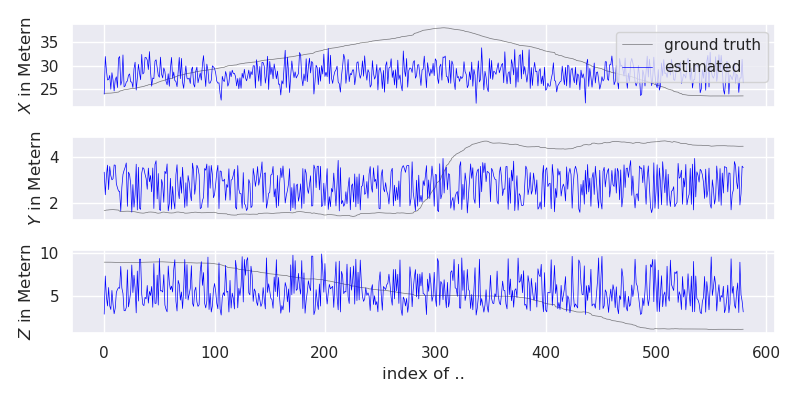 X in Metern
35
30
25
ground truth
estimated
Y in Metern
4
2
Z in Metern
10
5
0 100 200 300 400 500 600
index of ..